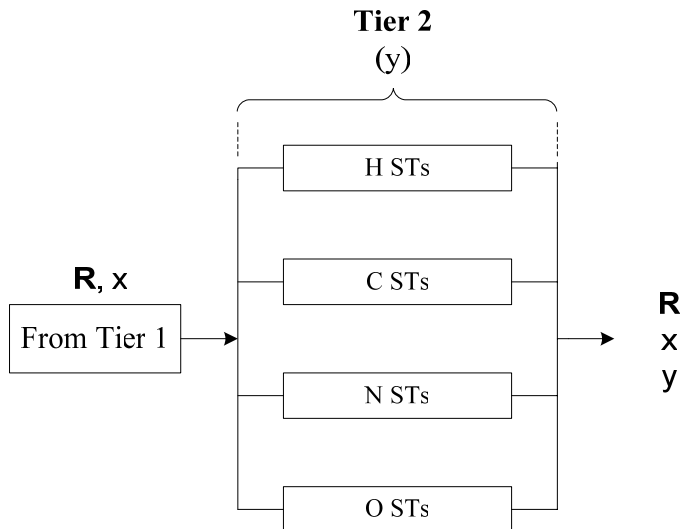 Tier 2
(y)
H STs
C STs
R, x
From Tier 1
R
x
y
N STs
O STs